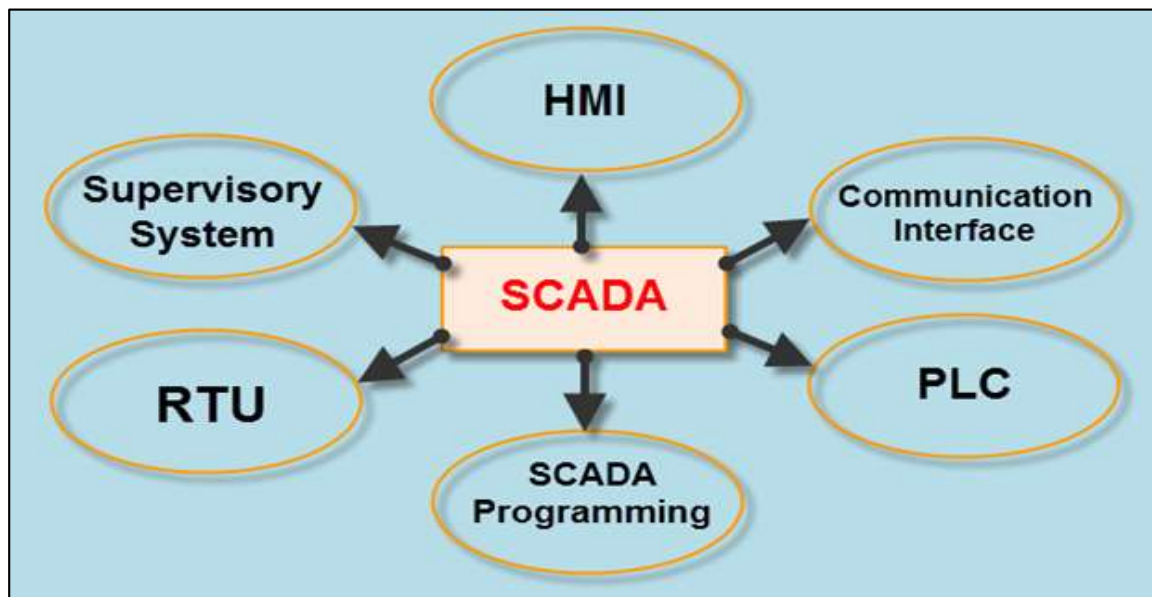 HMI
Supervisory
System
Communication
Interface
SCADA
RTU
PLC
SCADA
Programming